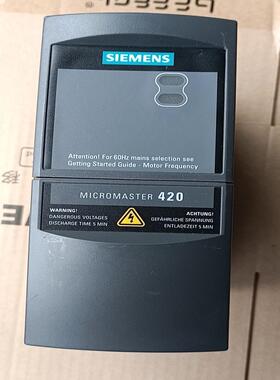 SIEMENS
Attention! For 60Hz mains selection see
Getting Started Guide - Motor Frequency
MICROMASTER 420
WARNING!
DANGEROUS VOLTAGES
DISCHARGE TIME 5 MIN
ACHTUNG!
GEFÄHRLICHE SPANNUNG
ENTLADEZEIT 5 MIN